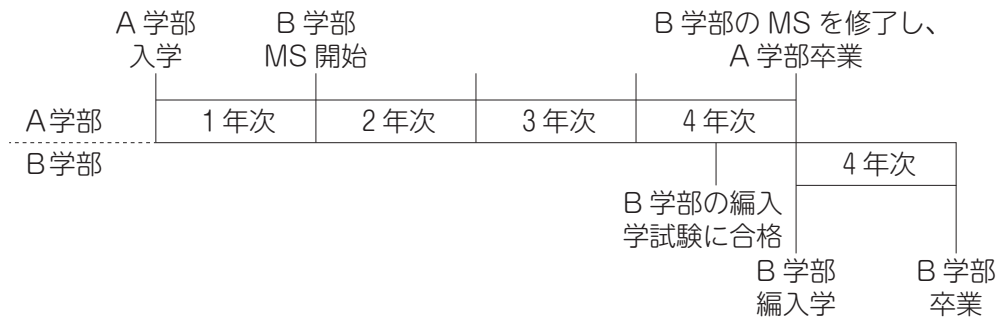 A 学部
入学
B 学部
MS 開始
B 学部の MS を修了し、
A 学部卒業
A学部
1 年次
2 年次
3 年次
4 年次
B学部
4 年次
B 学部の編入
学試験に合格
B 学部
編入学
B 学部
卒業